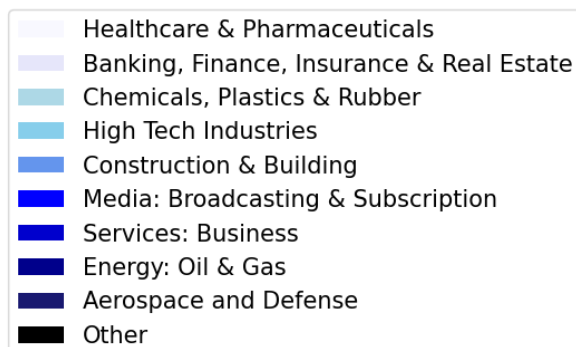 Healthcare & Pharmaceuticals
Banking, Finance, Insurance & Real Estate
Chemicals, Plastics & Rubber
High Tech Industries
Construction & Building
Media: Broadcasting & Subscription
Services: Business
Energy: Oil & Gas
Aerospace and Defense
Other